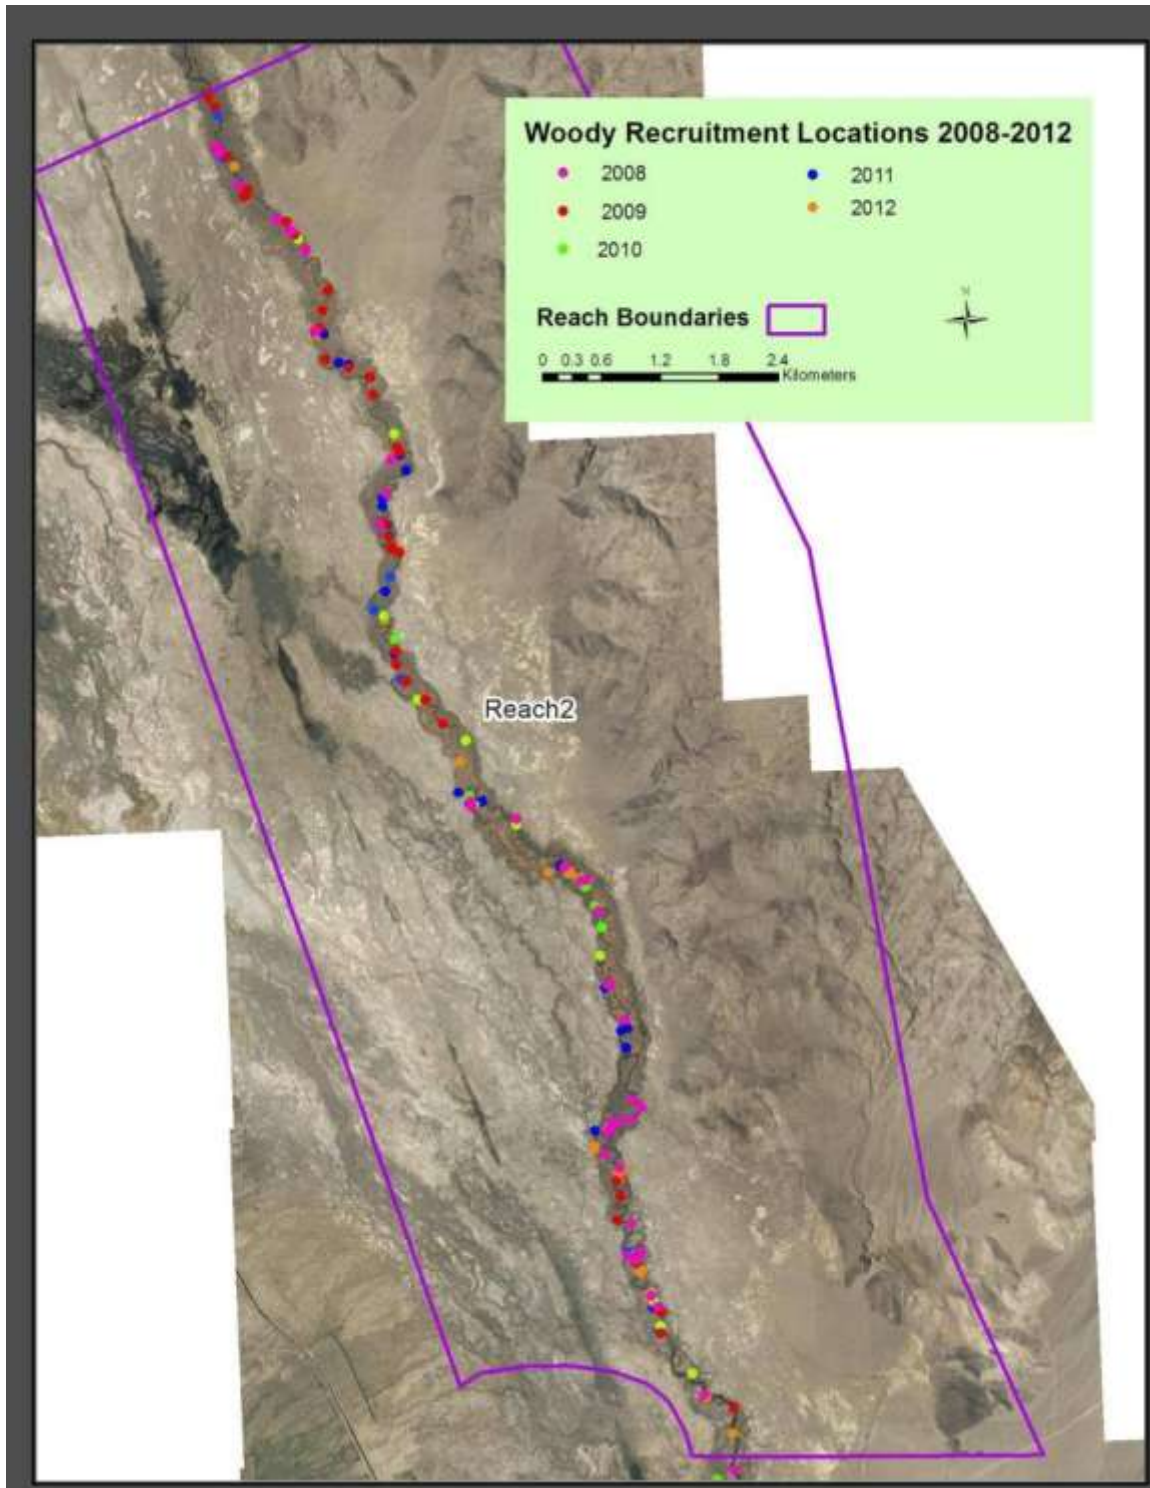 Woody Recruitment Locations 2008-2012
2008
2009
2010
2011
2012
Reach Boundaries
N
0 0.3 0.6 1.2 1.8 2.4
Kilometers
Reach2